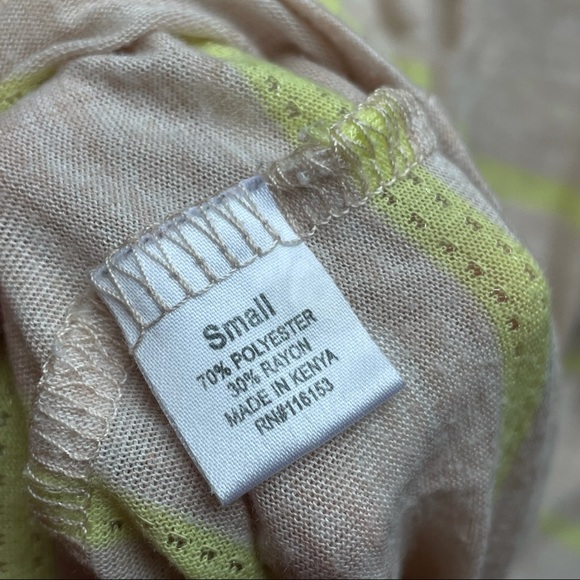 Small
70% POLYESTER
30% RAYON
MADE IN KENYA
RN#116153